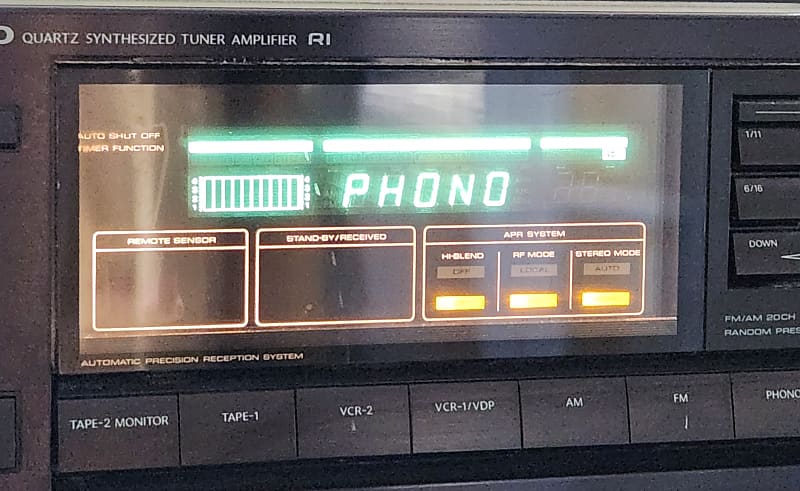 QUARTZ SYNTHESIZED TUNER AMPLIFIER RI
AUTO SHUT OFF
TIMER FUNCTION
PHONO
REMOTE SENSOR
STAND-BY/RECEIVED
APR SYSTEM
HI-BLEND
RF MODE
STEREO MODE
OFF
LOCAL
AUTO
1/11
6/16
DOWN
FM/AM 20CH
RANDOM PRES
AUTOMATIC PRECISION RECEPTION SYSTEM
TAPE-2 MONITOR
TAPE-1
VCR-2
VCR-1/VDP
AM
FM
PHONO